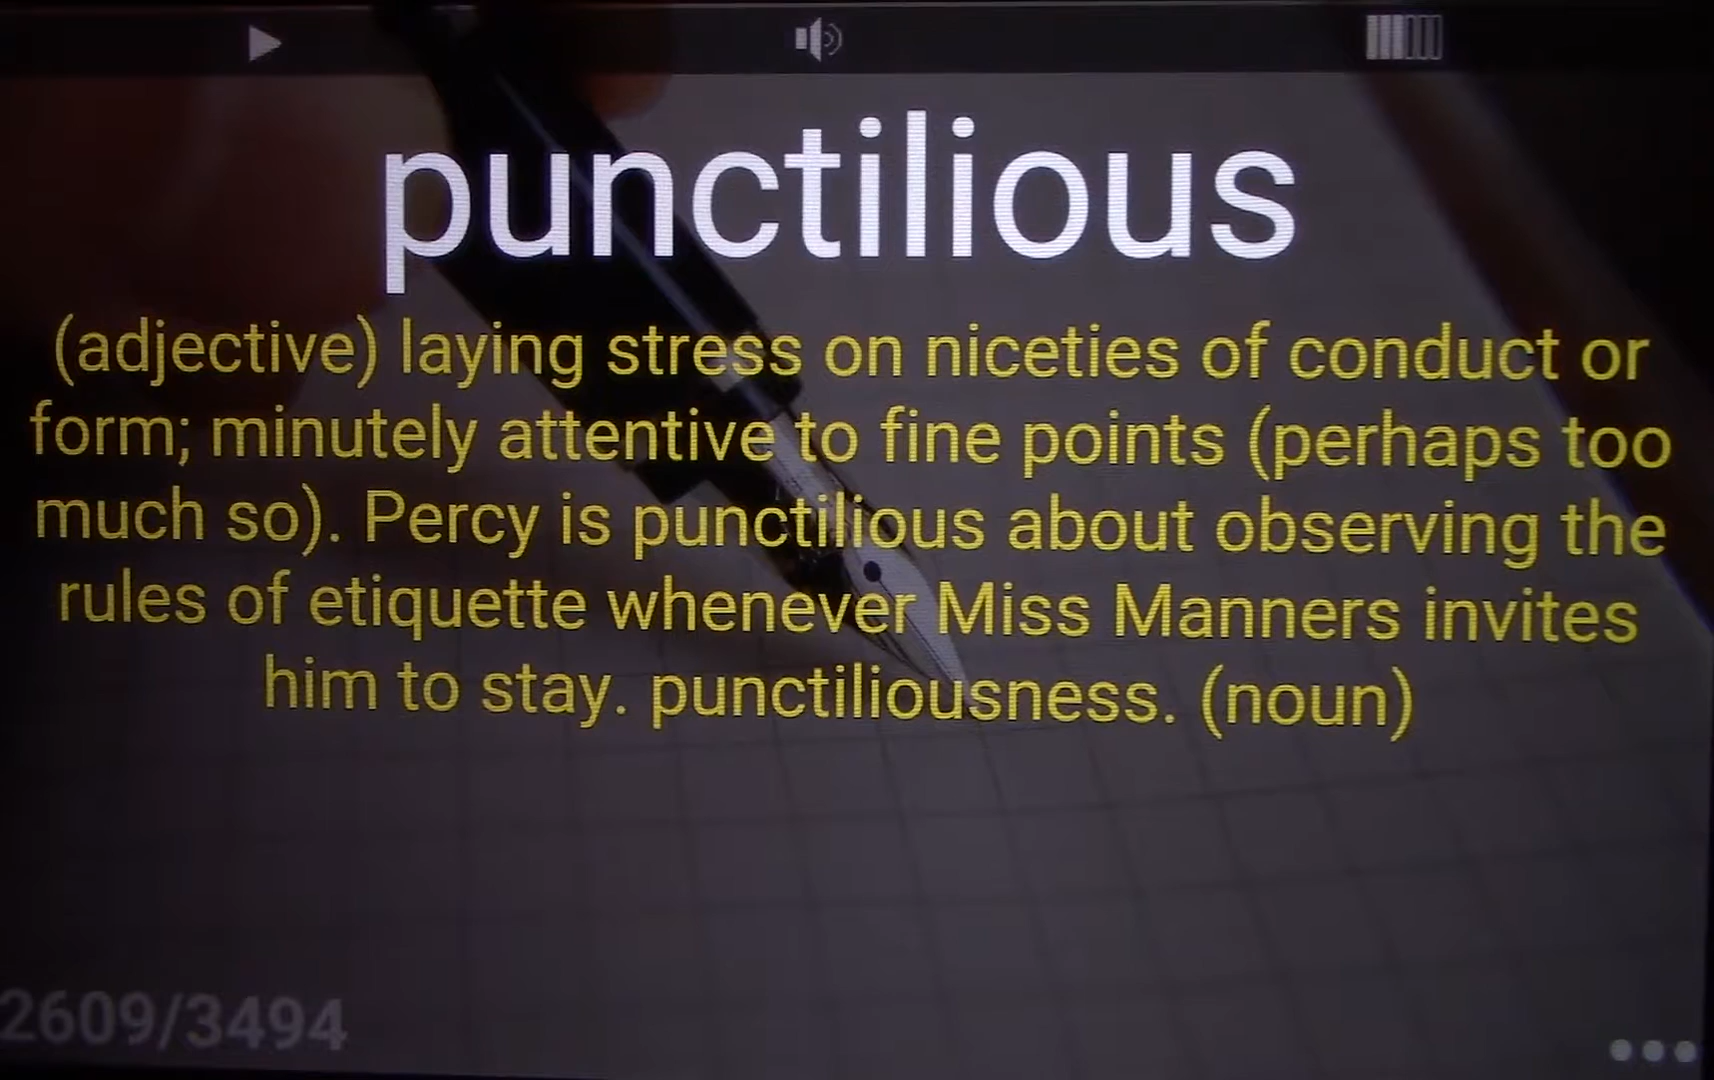 punctilious
(adjective) laying stress on niceties of conduct or
form; minutely attentive to fine points (perhaps too
much so). Percy is punctilious about observing the
rules of etiquette whenever Miss Manners invites
him to stay. punctiliousness. (noun)
2609/3494